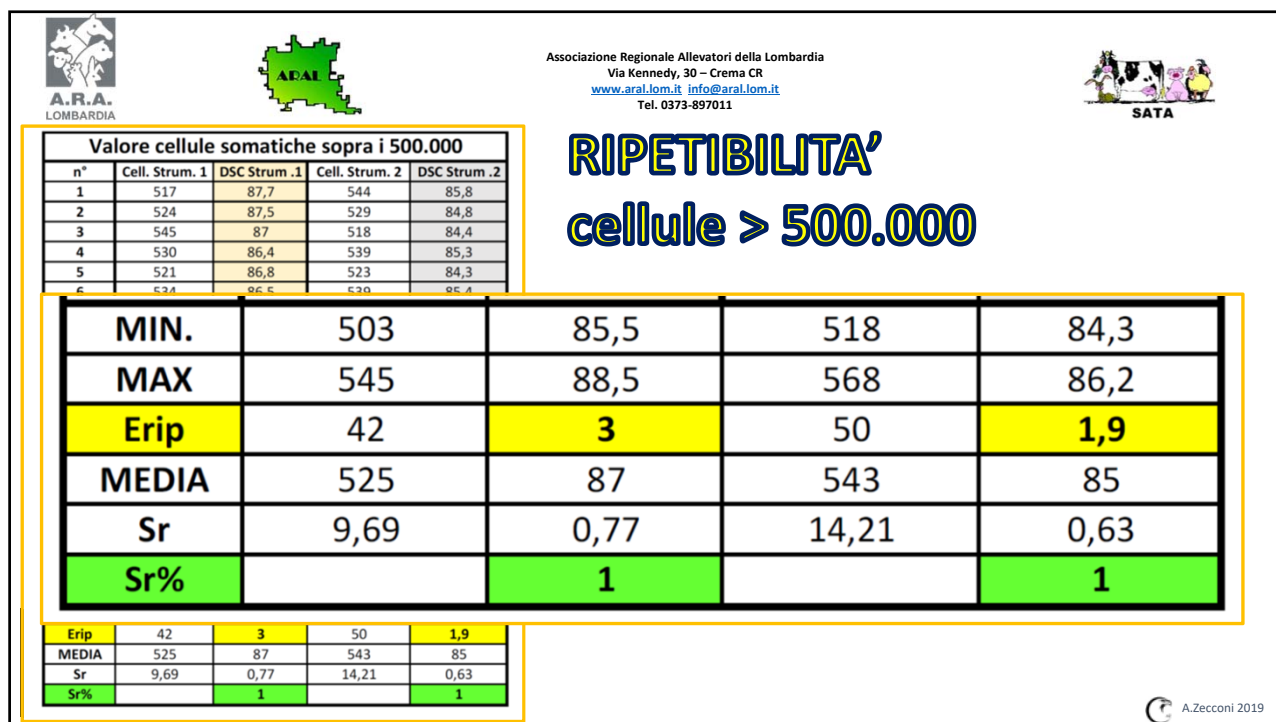 A.R.A.
LOMBARDIA
ARAL
Associazione Regionale Allevatori della Lombardia
Via Kennedy, 30 – Crema CR
www.aral.lom.it info@aral.lom.it
Tel. 0373-897011
SATA
RIPETIBILITA’
cellule > 500.000
Valore cellule somatiche sopra i 500.000
n° Cell. Strum. 1 DSC Strum .1 Cell. Strum. 2 DSC Strum .2
1 517 87,7 544 85,8
2 524 87,5 529 84,8
3 545 87 518 84,4
4 530 86,4 539 85,3
5 521 86,8 523 84,3
6 534 86,5 539 85,4
MIN. 503 85,5 518 84,3
MAX 545 88,5 568 86,2
Erip 42 3 50 1,9
MEDIA 525 87 543 85
Sr 9,69 0,77 14,21 0,63
Sr% 1 1
Erip 42 3 50 1,9
MEDIA 525 87 543 85
Sr 9,69 0,77 14,21 0,63
Sr% 1 1
A.Zecconi 2019